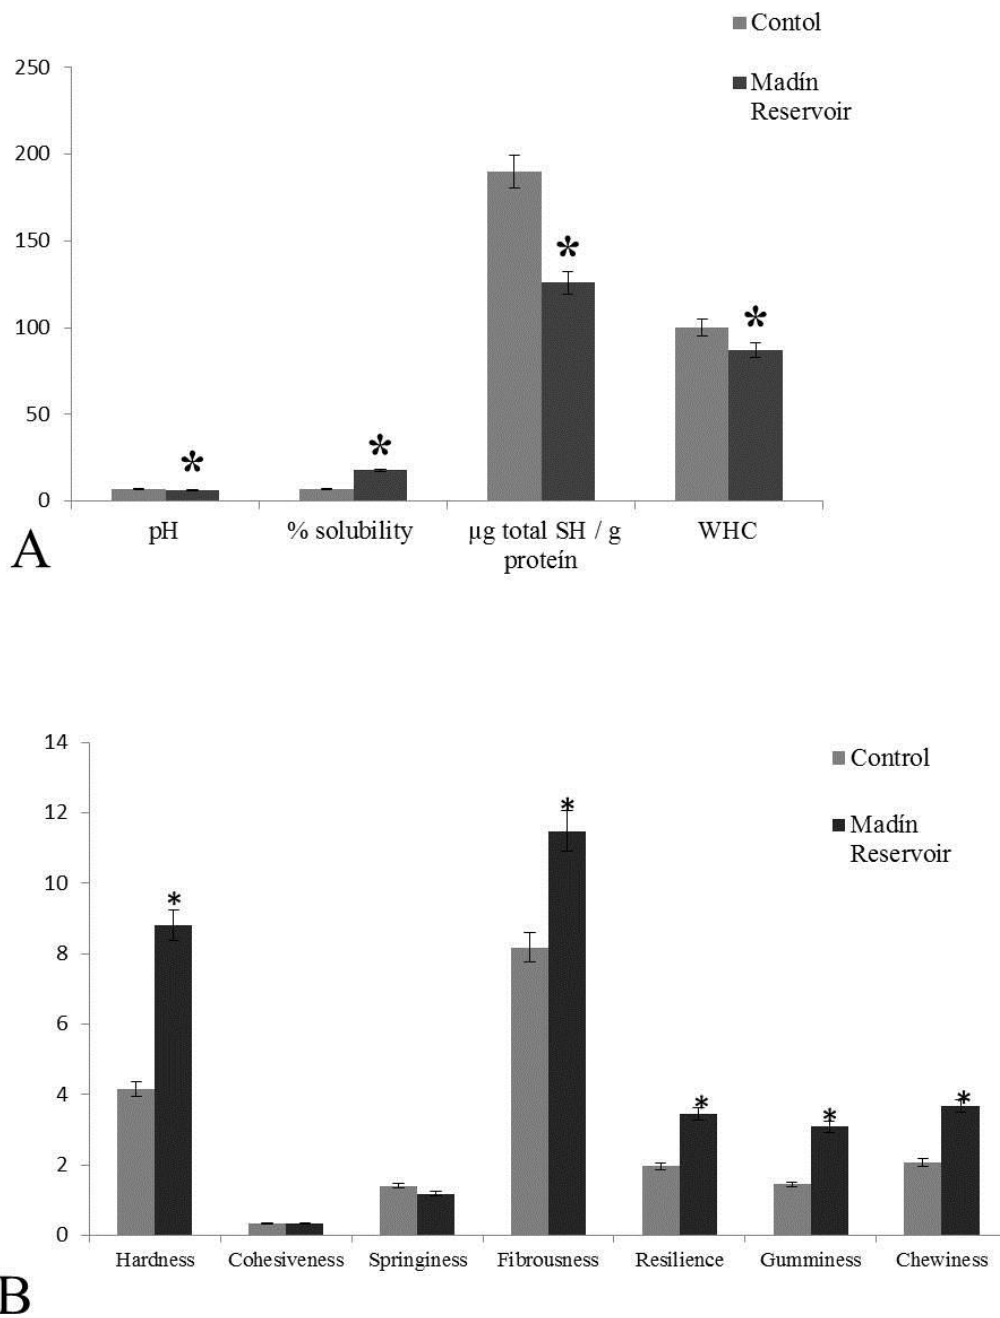 Contol
Madín
Reservoir
250
200
150
100
50
0
*
*
*
*
pH
% solubility
µg total SH / g
proteín
WHC
A
14
12
10
8
6
4
2
0
Control
Madín
Reservoir
*
*
*
*
*
Hardness
Cohesiveness
Springiness
Fibrousness
Resilience
Gumminess
Chewiness
B